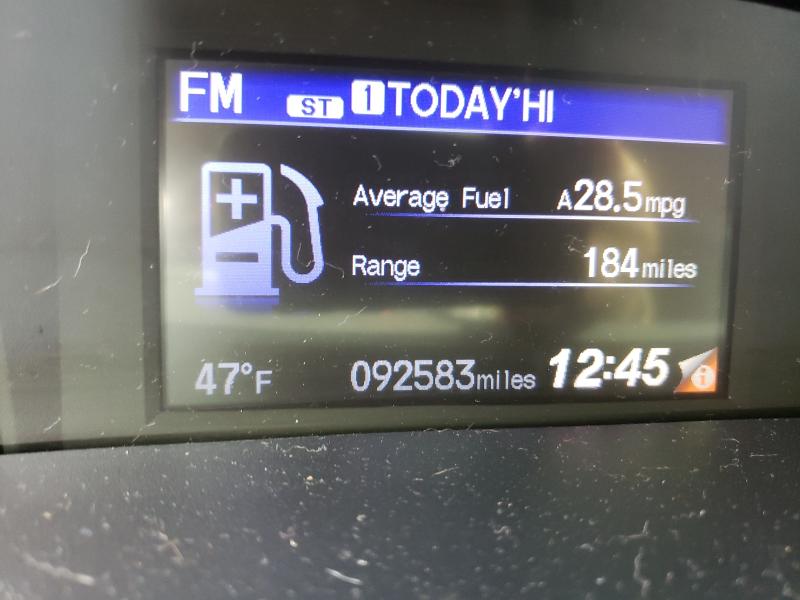 FM ST 1 TODAY'HI
Average Fuel A28.5mpg
Range 184miles
47°F 092583miles 12:45 i